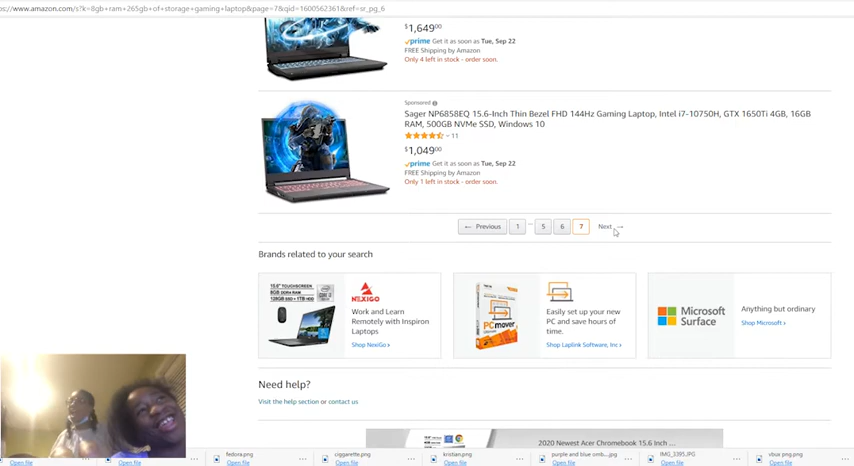 ps://www.amazon.com/s?k=8gb+ram+265gb+of+storage+gaming+laptop&page=7&qid=1600562361&ref=sr_pg_6
$1,649.00
prime Get it as soon as Tue, Sep 22
FREE Shipping by Amazon
Only 4 left in stock - order soon.
Sponsored
Sager NP6858EQ 15.6-Inch Thin Bezel FHD 144Hz Gaming Laptop, Intel i7-10750H, GTX 1650Ti 4GB, 16GB
RAM, 500GB NVMe SSD, Windows 10
11
$1,049.00
prime Get it as soon as Tue, Sep 22
FREE Shipping by Amazon
Only 1 left in stock - order soon.
← Previous 1 ... 5 6 7 Next →
Brands related to your search
15.6" TOUCHSCREEN
8GB DDR4 RAM
128GB SSD + 1TB HDD
NEXIGO
Work and Learn
Remotely with Inspiron
Laptops
Shop NexiGo ›
PCmover
Easily set up your new
PC and save hours of
time.
Shop Laplink Software, Inc ›
Microsoft
Surface
Anything but ordinary
Shop Microsoft ›
Need help?
Visit the help section or contact us
2020 Newest Acer Chromebook 15.6 Inch ...
Open file
Open file
fedora.png
Open file
ciggarette.png
Open file
kristian.png
Open file
purple and blue omb....jpg
Open file
IMG_3395.JPG
Open file
vbux png.png
Open file